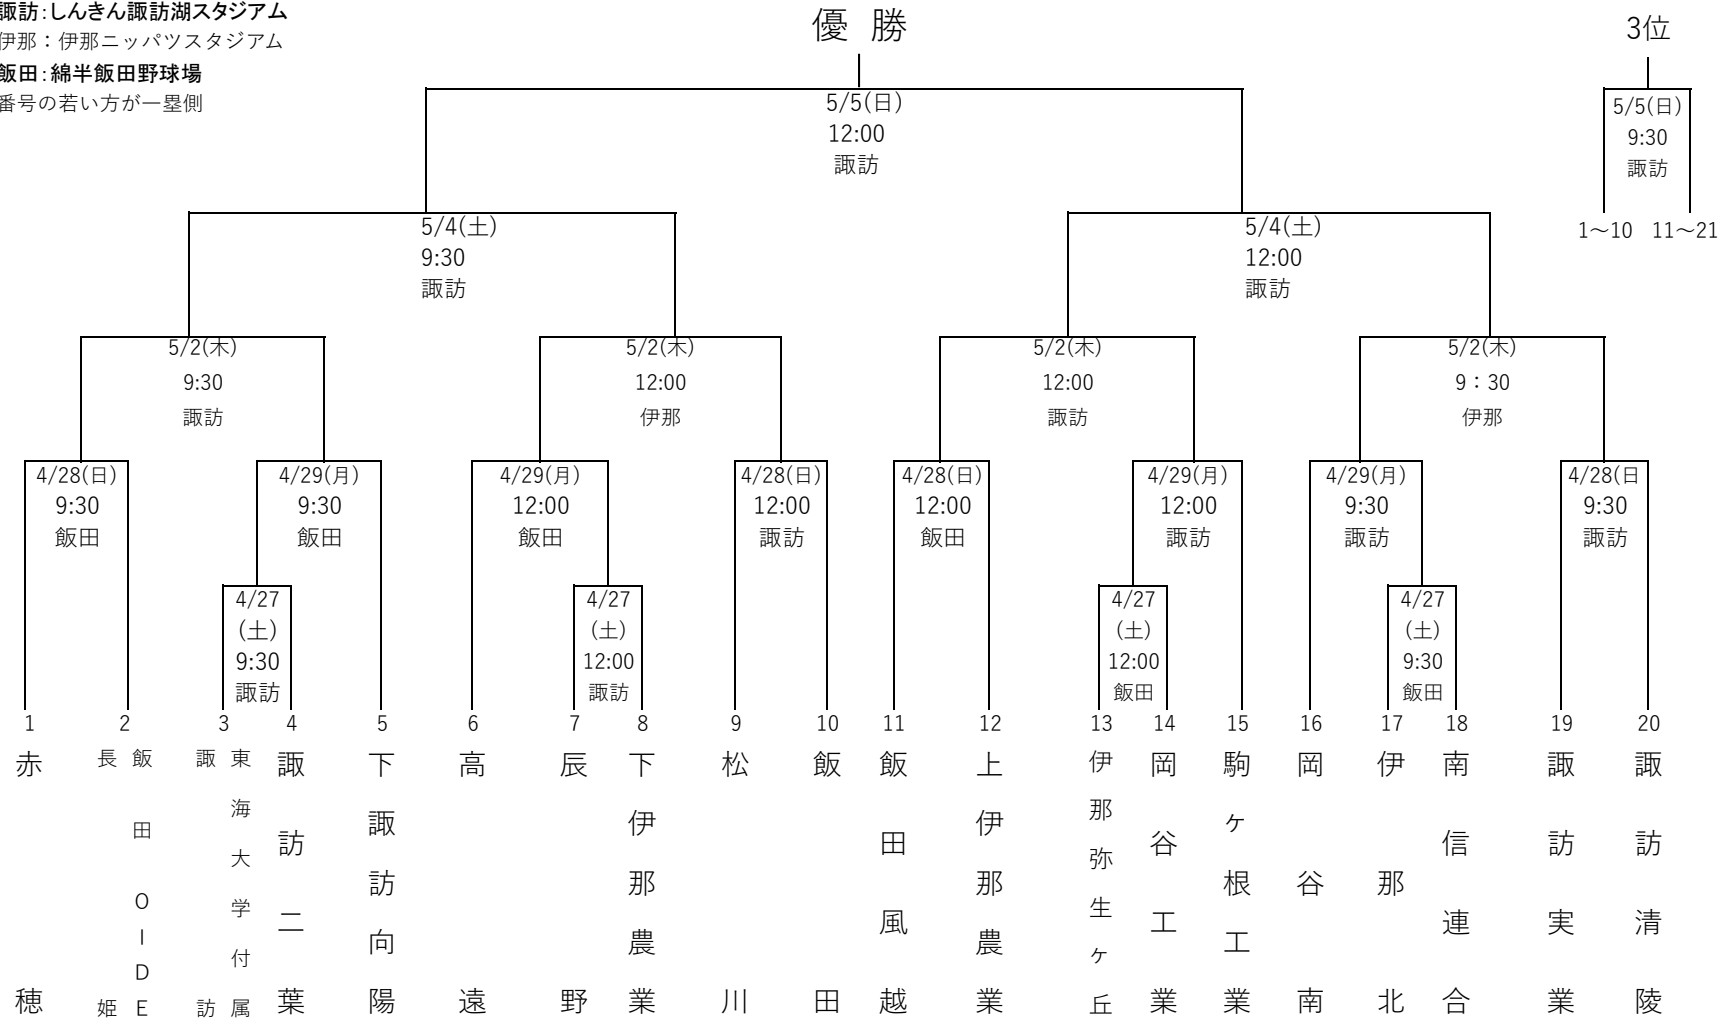 諏訪：しんきん諏訪湖スタジアム
伊那：伊那ニッパツスタジアム
飯田：綿半飯田野球場
番号の若い方が一塁側
優 勝
3位
5/5(日)
12:00
諏訪
5/5(日)
9:30
諏訪
1～10 11～21
5/4(土)
9:30
諏訪
5/4(土)
12:00
諏訪
5/2(木)
9:30
諏訪
5/2(木)
12:00
伊那
5/2(木)
12:00
諏訪
5/2(木)
9：30
伊那
4/28(日)
9:30
飯田
4/29(月)
9:30
飯田
4/29(月)
12:00
飯田
4/28(日)
12:00
諏訪
4/28(日)
12:00
飯田
4/29(月)
12:00
諏訪
4/29(月)
9:30
諏訪
4/28(日
9:30
諏訪
4/27
(土)
9:30
諏訪
4/27
(土)
12:00
諏訪
4/27
(土)
12:00
飯田
4/27
(土)
9:30
飯田
1 2 3 4 5 6 7 8 9 10 11 12 13 14 15 16 17 18 19 20
赤穂
飯田OIDE
長姫
東海大学付属
諏訪
諏訪二葉
下諏訪向陽
高遠
辰野
下伊那農業
松川
飯田
飯田風越
上伊那農業
伊那弥生ヶ丘
岡谷工業
駒ヶ根工業
岡谷南
伊那北
南信連合
諏訪実業
諏訪清陵